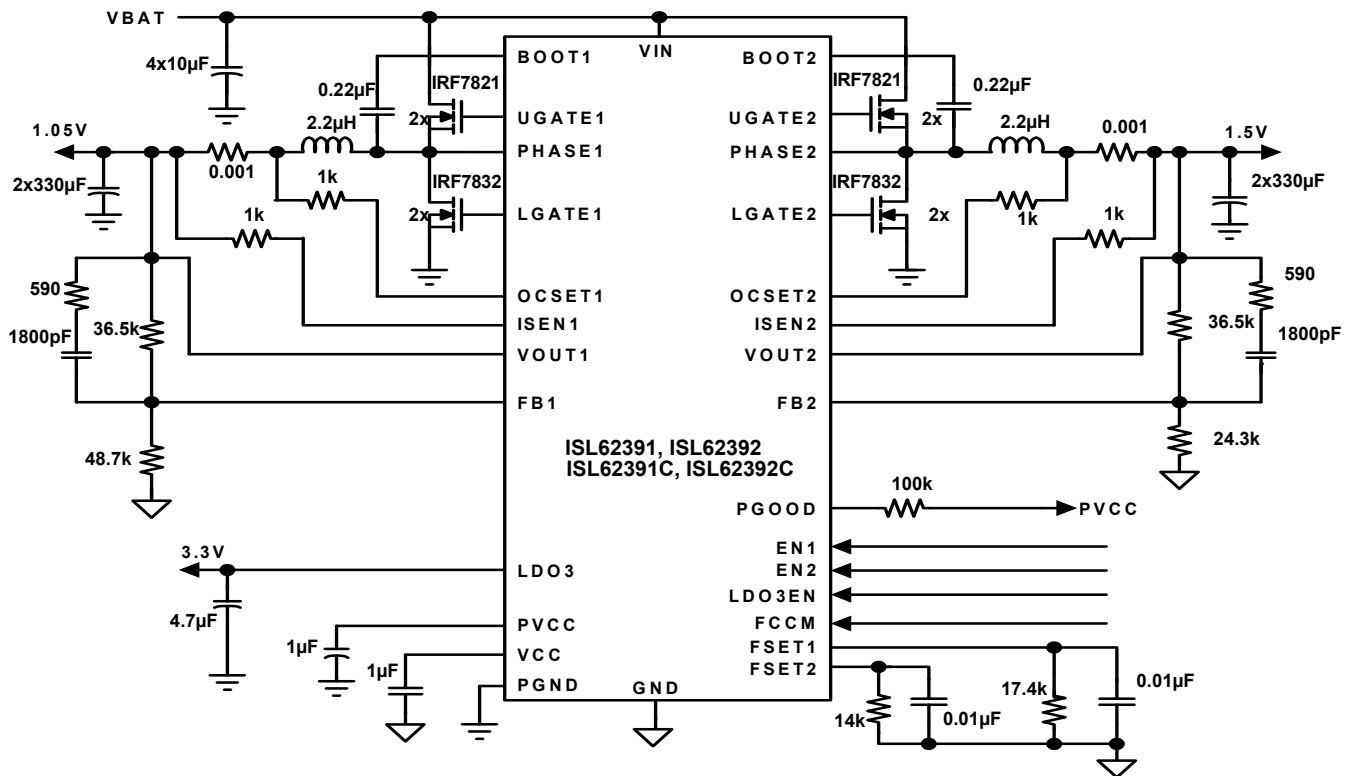 VBAT
VIN
4x10µF
BOOT1
BOOT2
IRF7821
IRF7821
0.22µF
0.22µF
2x
UGATE1
UGATE2
2x
1.05V
2.2µH
PHASE1
PHASE2
2.2µH
0.001
1.5V
0.001
2x330µF
1k
IRF7832
IRF7832
2x330µF
1k
2x
LGATE1
LGATE2
2x
1k
1k
590
OCSET1
OCSET2
590
1800pF
36.5k
ISEN1
ISEN2
36.5k
1800pF
VOUT1
VOUT2
FB1
FB2
48.7k
24.3k
ISL62391, ISL62392
ISL62391C, ISL62392C
100k
PGOOD
PVCC
EN1
3.3V
LDO3
EN2
LDO3EN
4.7µF
PVCC
FCCM
1µF
FSET1
VCC
FSET2
1µF
PGND
GND
14k
0.01µF
17.4k
0.01µF